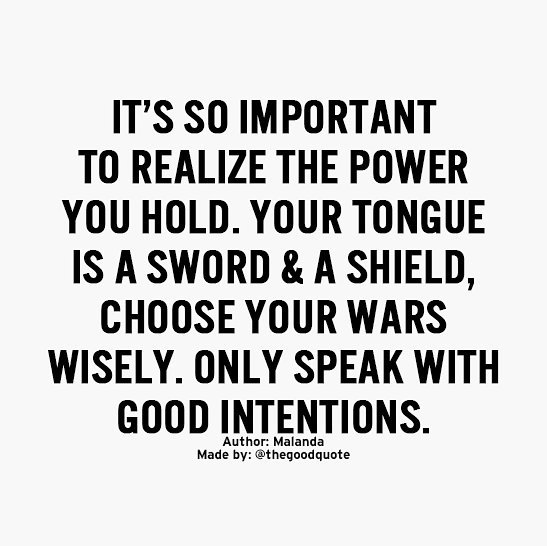 IT'S SO IMPORTANT
TO REALIZE THE POWER
YOU HOLD. YOUR TONGUE
IS A SWORD & A SHIELD,
CHOOSE YOUR WARS
WISELY. ONLY SPEAK WITH
GOOD INTENTIONS.
Author: Malanda
Made by: @thegoodquote